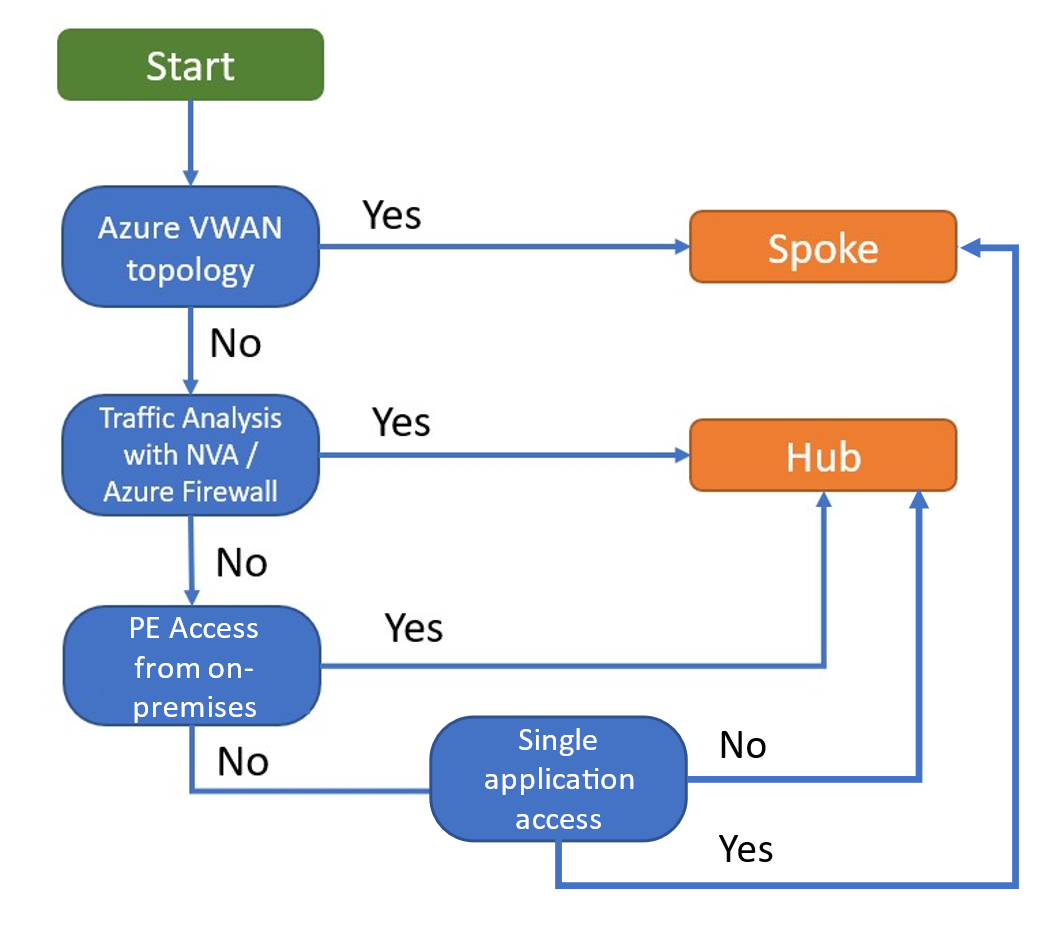 Start
Azure VWAN
topology
Yes
Spoke
No
Traffic Analysis
with NVA /
Azure Firewall
Yes
Hub
No
PE Access
from on-
premises
Yes
No
Single
application
access
No
Yes